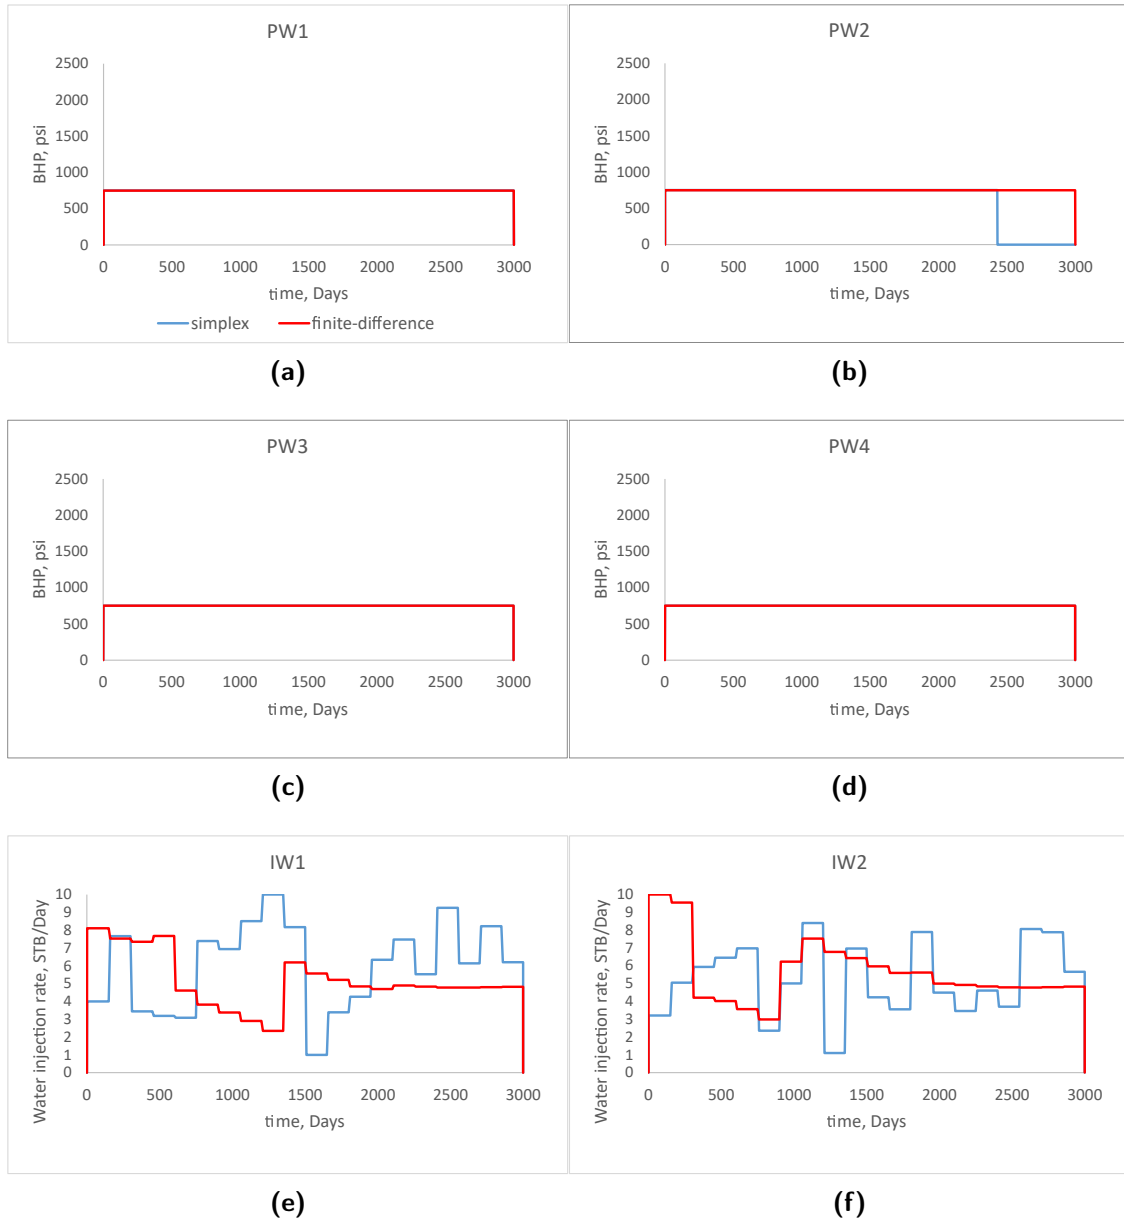 PW1
2500
2000
1500
1000
500
0
BHP, psi
0 500 1000 1500 2000 2500 3000
time, Days
simplex finite-difference
(a)
PW2
2500
2000
1500
1000
500
0
BHP, psi
0 500 1000 1500 2000 2500 3000
time, Days
(b)
PW3
2500
2000
1500
1000
500
0
BHP, psi
0 500 1000 1500 2000 2500 3000
time, Days
(c)
PW4
2500
2000
1500
1000
500
0
BHP, psi
0 500 1000 1500 2000 2500 3000
time, Days
(d)
IW1
10
9
8
7
6
5
4
3
2
1
0
Water injection rate, STB/Day
0 500 1000 1500 2000 2500 3000
time, Days
(e)
IW2
10
9
8
7
6
5
4
3
2
1
0
Water injection rate, STB/Day
0 500 1000 1500 2000 2500 3000
time, Days
(f)